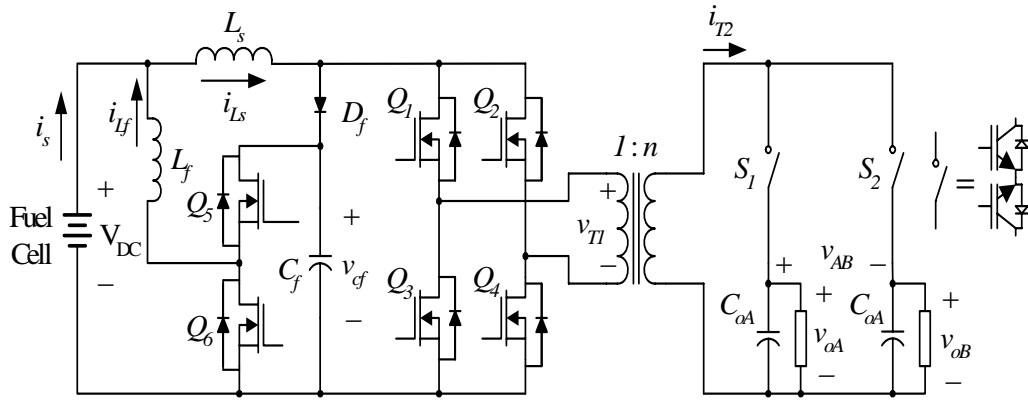 L_s
i_T2
i_s
i_Lf
i_Ls
D_f
Q_1
Q_2
L_f
1:n
S_1
S_2
=
+
Fuel
Cell
V_DC
−
Q_5
+
v_cf
−
C_f
+
v_T1
−
Q_6
Q_3
Q_4
+
v_AB
−
C_oA
+
v_oA
−
C_oA
+
v_oB
−